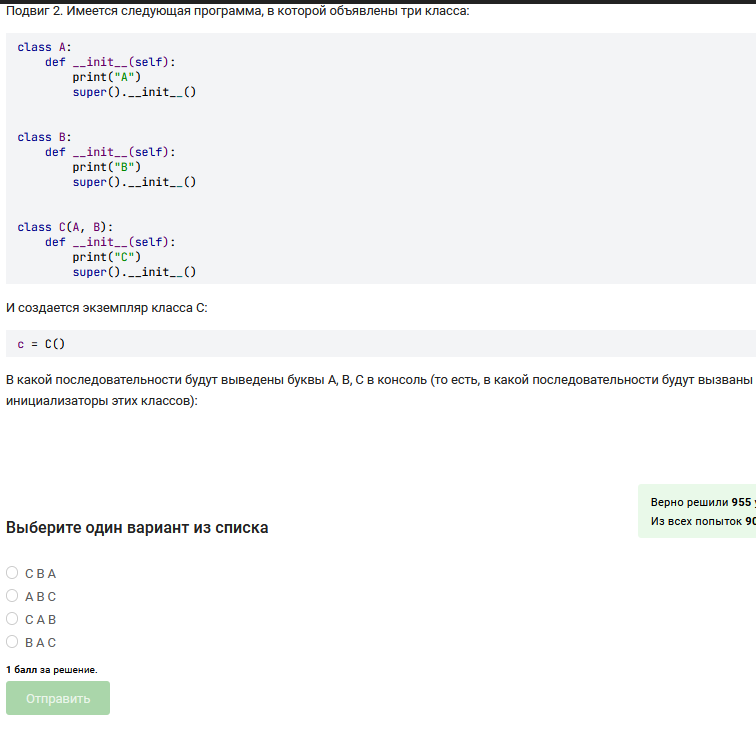 Подвиг 2. Имеется следующая программа, в которой объявлены три класса:
class A:
    def __init__(self):
        print("A")
        super().__init__()
class B:
    def __init__(self):
        print("B")
        super().__init__()
class C(A, B):
    def __init__(self):
        print("C")
        super().__init__()
И создается экземпляр класса C:
c = C()
В какой последовательности будут выведены буквы A, B, C в консоль (то есть, в какой последовательности будут вызваны
инициализаторы этих классов):
Верно решили 955
Из всех попыток 90
Выберите один вариант из списка
C B A
A B C
C A B
B A C
1 балл за решение.
Отправить